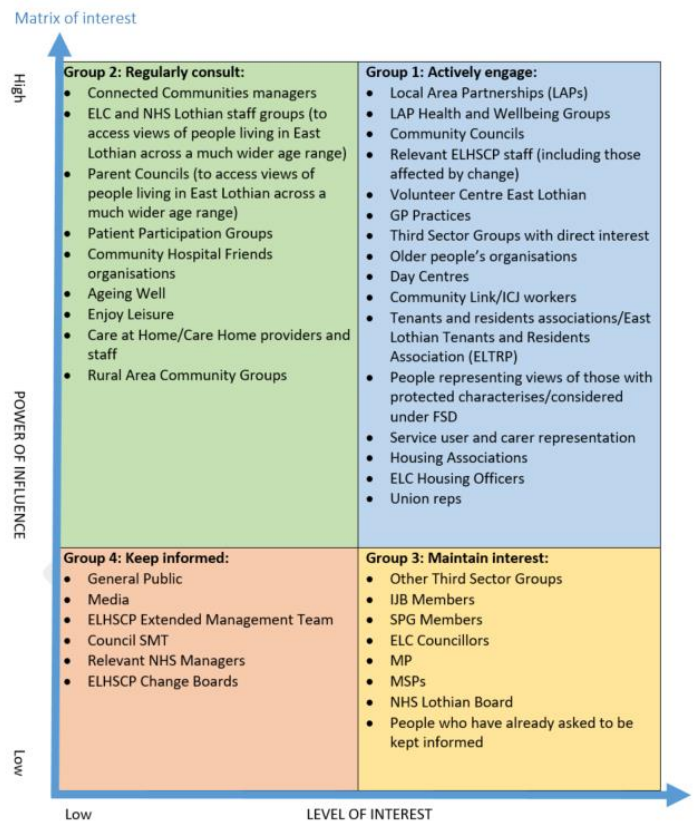 Matrix of interest
High
POWER OF INFLUENCE
Low
Group 2: Regularly consult:
• Connected Communities managers
• ELC and NHS Lothian staff groups (to
access views of people living in East
Lothian across a much wider age range)
• Parent Councils (to access views of
people living in East Lothian across a
much wider age range)
• Patient Participation Groups
• Community Hospital Friends
organisations
• Ageing Well
• Enjoy Leisure
• Care at Home/Care Home providers and
staff
• Rural Area Community Groups
Group 1: Actively engage:
• Local Area Partnerships (LAPs)
• LAP Health and Wellbeing Groups
• Community Councils
• Relevant ELHSCP staff (including those
affected by change)
• Volunteer Centre East Lothian
• GP Practices
• Third Sector Groups with direct interest
• Older people's organisations
• Day Centres
• Community Link/ICJ workers
• Tenants and residents associations/East
Lothian Tenants and Residents
Association (ELTRP)
• People representing views of those with
protected characterises/considered
under FSD
• Service user and carer representation
• Housing Associations
• ELC Housing Officers
• Union reps
Group 4: Keep informed:
• General Public
• Media
• ELHSCP Extended Management Team
• Council SMT
• Relevant NHS Managers
• ELHSCP Change Boards
Group 3: Maintain interest:
• Other Third Sector Groups
• IJB Members
• SPG Members
• ELC Councillors
• MP
• MSPs
• NHS Lothian Board
• People who have already asked to be
kept informed
Low
LEVEL OF INTEREST